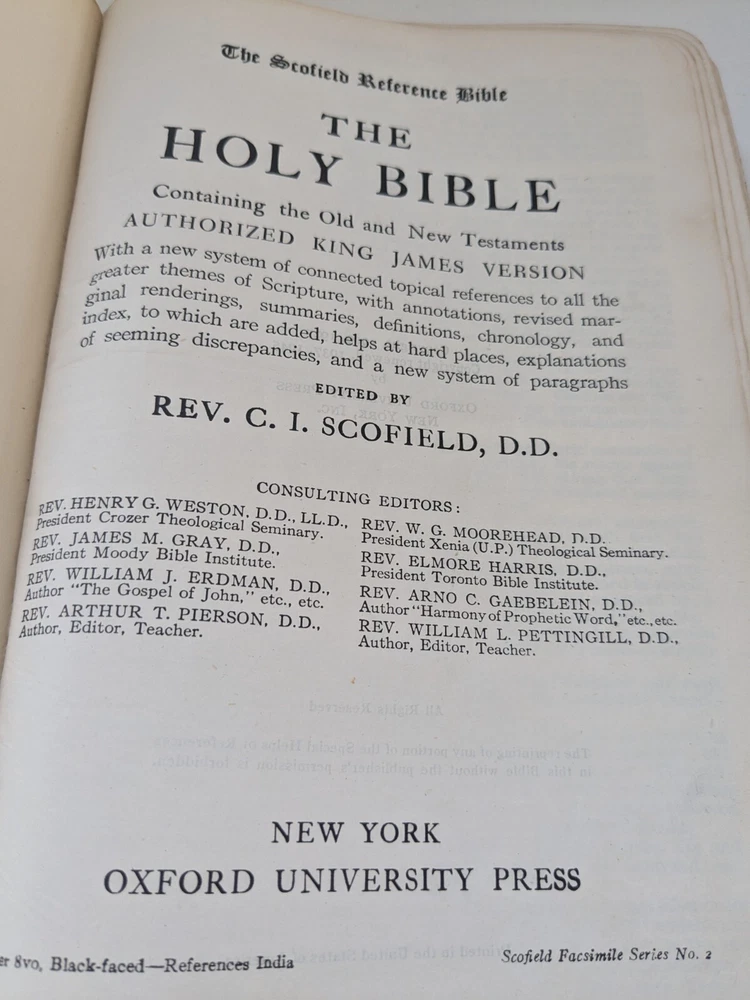 The Scofield Reference Bible
THE
HOLY BIBLE
Containing the Old and New Testaments
AUTHORIZED KING JAMES VERSION
With a new system of connected topical references to all the
greater themes of Scripture, with annotations, revised mar-
ginal renderings, summaries, definitions, chronology, and
index, to which are added, helps at hard places, explanations
of seeming discrepancies, and a new system of paragraphs
EDITED BY
REV. C. I. SCOFIELD, D.D.
CONSULTING EDITORS:
REV. HENRY G. WESTON, D.D., LL.D.,
President Crozer Theological Seminary.
REV. JAMES M. GRAY, D.D.,
President Moody Bible Institute.
REV. WILLIAM J. ERDMAN, D.D.,
Author "The Gospel of John," etc., etc.
REV. ARTHUR T. PIERSON, D.D.,
Author, Editor, Teacher.
REV. W. G. MOOREHEAD, D.D.
President Xenia (U.P.) Theological Seminary.
REV. ELMORE HARRIS, D.D.,
President Toronto Bible Institute.
REV. ARNO C. GAEBELEIN, D.D.,
Author "Harmony of Prophetic Word," etc., etc.
REV. WILLIAM L. PETTINGILL, D.D.,
Author, Editor, Teacher.
NEW YORK
OXFORD UNIVERSITY PRESS
8vo, Black-faced—References India
Scofield Facsimile Series No. 2